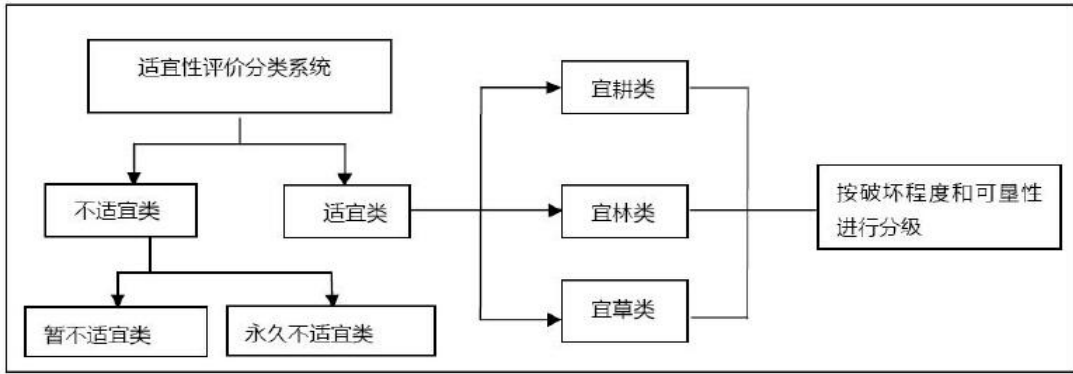 适宜性评价分类系统
宜耕类
不适宜类
适宜类
宜林类
按破坏程度和可垦性
进行分级
暂不适宜类
永久不适宜类
宜草类